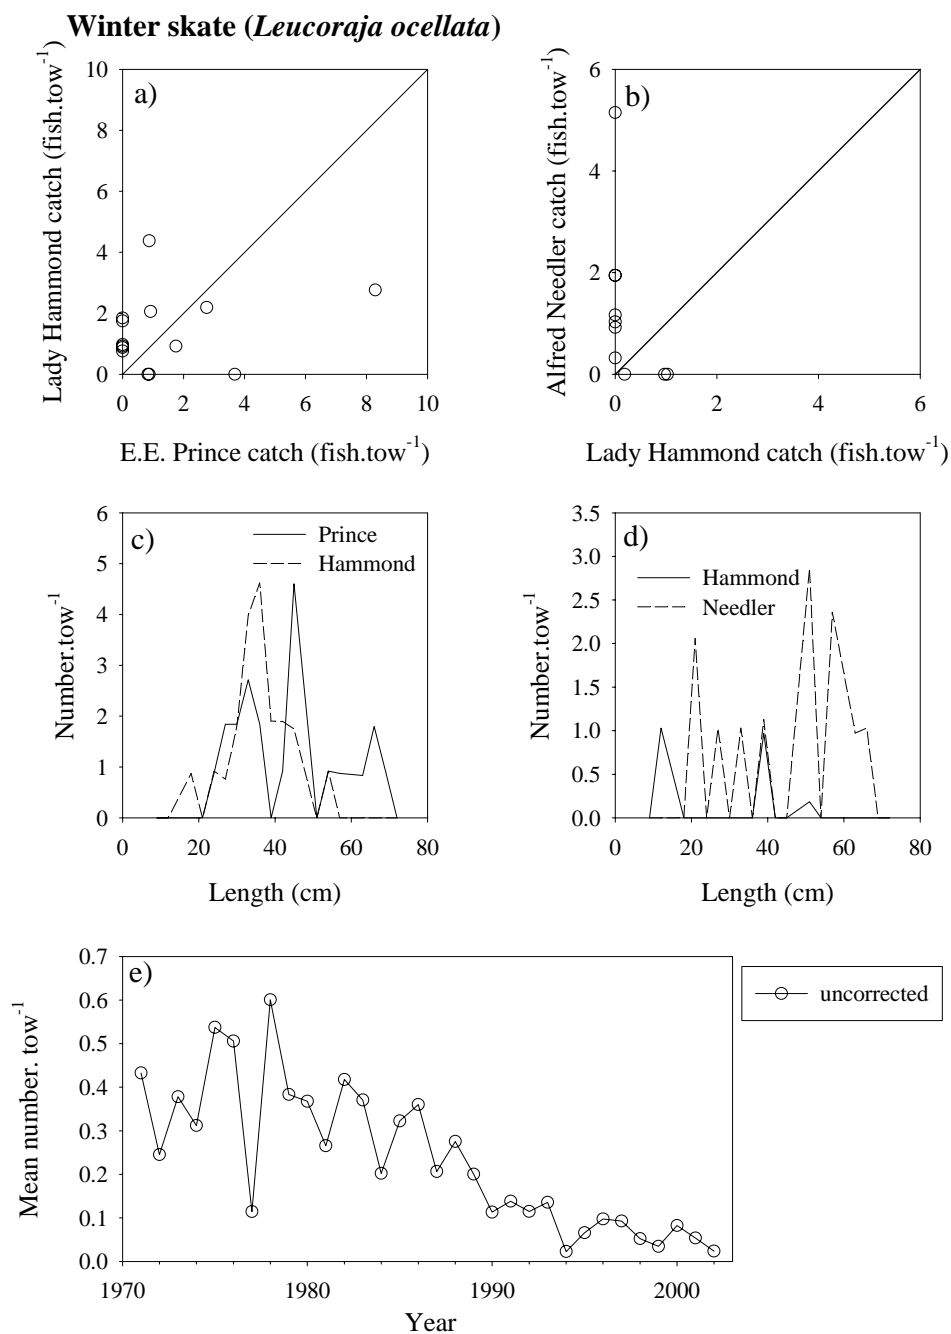 Winter skate (Leucoraja ocellata)
a)
Lady Hammond catch (fish.tow-1)
10
8
6
4
2
0
0 2 4 6 8 10
E.E. Prince catch (fish.tow-1)
b)
Alfred Needler catch (fish.tow-1)
6
4
2
0
0 2 4 6
Lady Hammond catch (fish.tow-1)
c)
Prince
Hammond
Number.tow-1
6
5
4
3
2
1
0
0 20 40 60 80
Length (cm)
d)
Hammond
Needler
Number.tow-1
3.5
3.0
2.5
2.0
1.5
1.0
0.5
0.0
0 20 40 60 80
Length (cm)
e)
uncorrected
Mean number. tow-1
0.7
0.6
0.5
0.4
0.3
0.2
0.1
0.0
1970 1980 1990 2000
Year